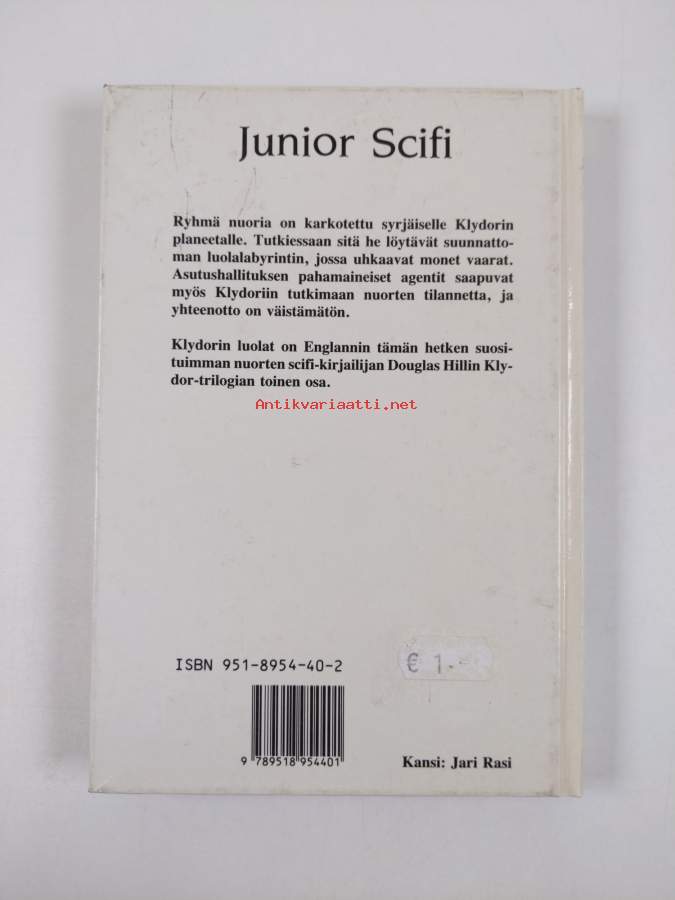 Junior Scifi
Ryhmä nuoria on karkotettu syrjäiselle Klydorin
planeetalle. Tutkiessaan sitä he löytävät suunnatto-
man luolalabyrintin, jossa uhkaavat monet vaarat.
Asutushallituksen pahamaineiset agentit saapuvat
myös Klydoriin tutkimaan nuorten tilannetta, ja
yhteenotto on väistämätön.
Klydorin luolat on Englannin tämän hetken suosi-
tuimman nuorten scifi-kirjailijan Douglas Hillin Kly-
dor-trilogian toinen osa.
Antikvariaatti.net
ISBN 951-8954-40-2
€ 1.-
9 789518 954401
Kansi: Jari Rasi